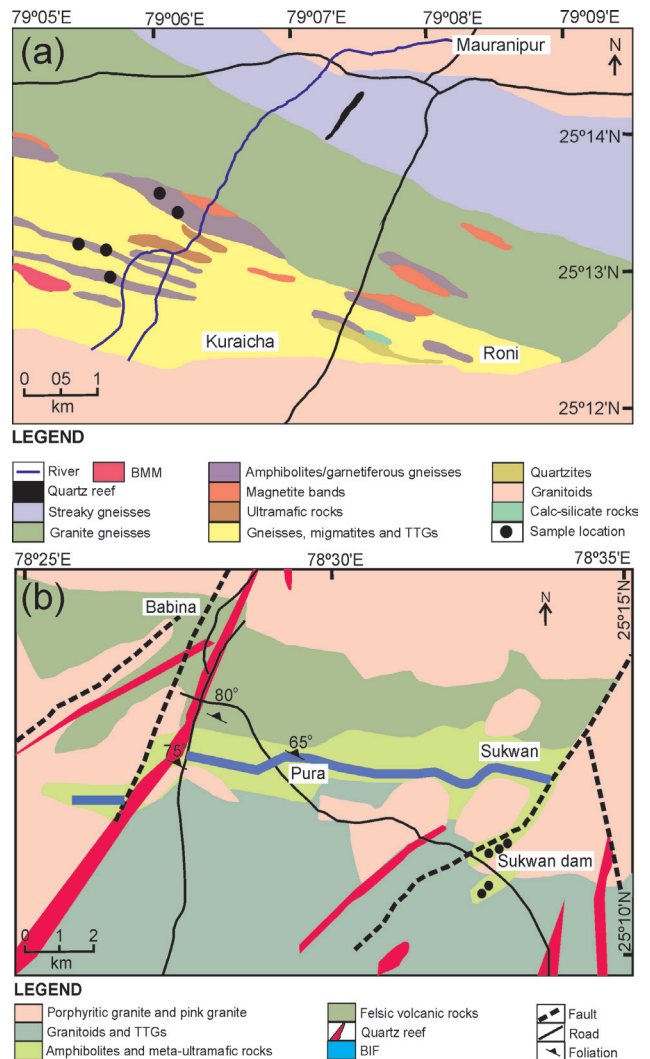 79°05'E 79°06'E 79°07'E 79°08'E 79°09'E
(a)
Mauranipur
N
25°14'N
25°13'N
Kuraicha
Roni
0 05 1
km
25°12'N
LEGEND
River
BMM
Quartz reef
Streaky gneisses
Granite gneisses
Amphibolites/garnetiferous gneisses
Magnetite bands
Ultramafic rocks
Gneisses, migmatites and TTGs
Quartzites
Granitoids
Calc-silicate rocks
Sample location
78°25'E 78°30'E 78°35'E
(b)
Babina
N
25°15'N
80°
75°
65°
Pura
Sukwan
Sukwan dam
25°10'N
0 1 2
km
LEGEND
Porphyritic granite and pink granite
Granitoids and TTGs
Amphibolites and meta-ultramafic rocks
Felsic volcanic rocks
Quartz reef
BIF
Fault
Road
Foliation